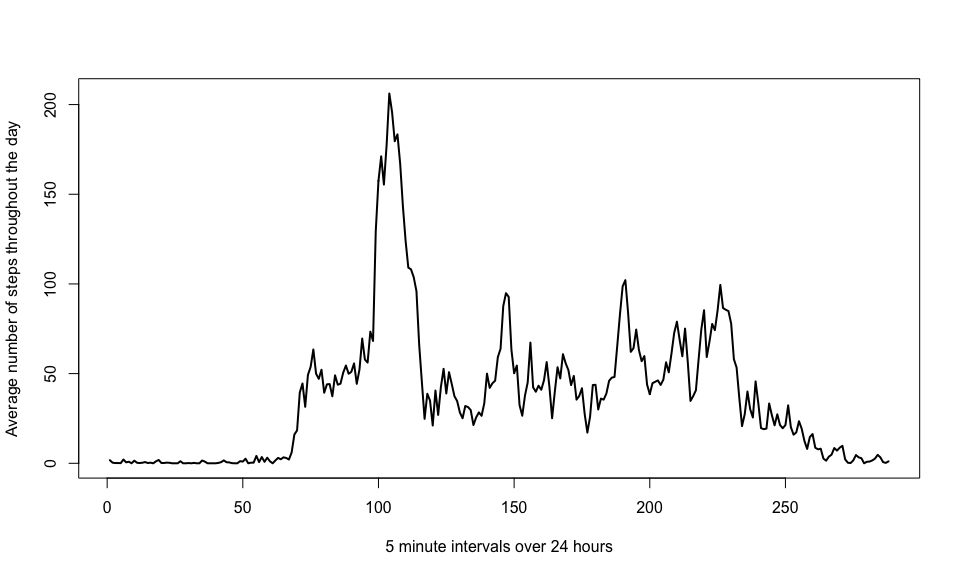 Average number of steps throughout the day
200
150
100
50
0
0 50 100 150 200 250
5 minute intervals over 24 hours